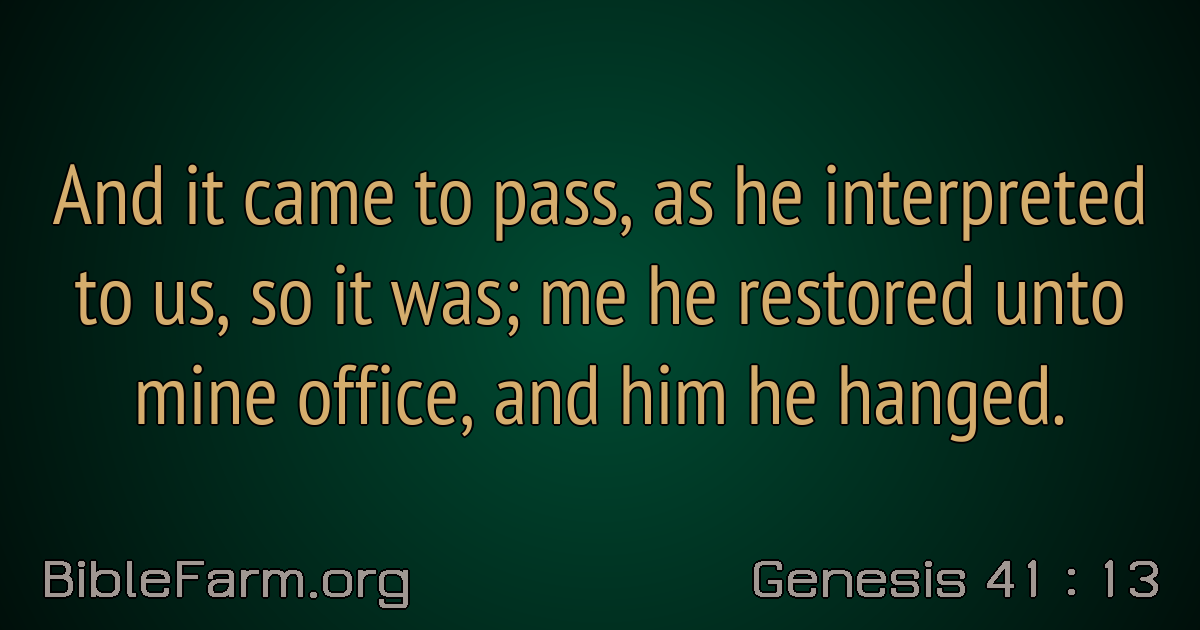 And it came to pass, as he interpreted
to us, so it was; me he restored unto
mine office, and him he hanged.
BibleFarm.org
Genesis 41 : 13